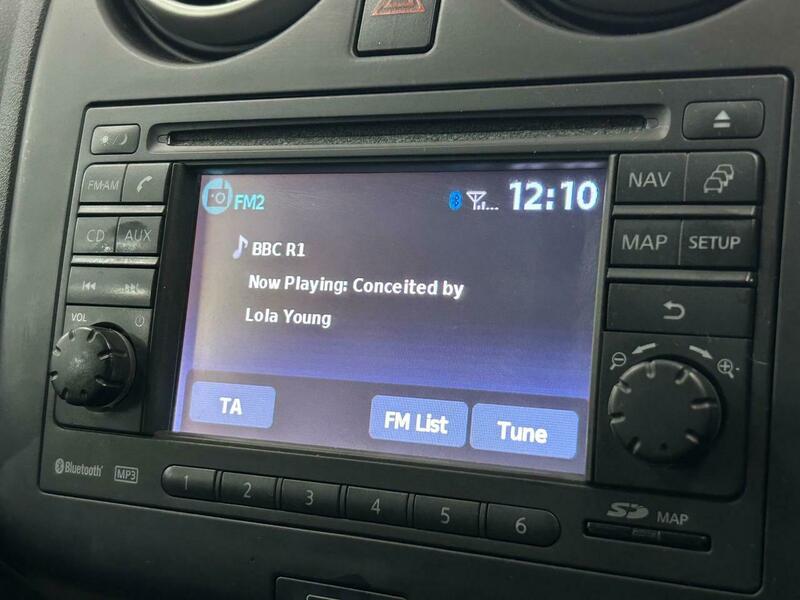 FM2
12:10
BBC R1
Now Playing: Conceited by
Lola Young
TA
FM List
Tune
FM·AM
CD
AUX
VOL
NAV
MAP
SETUP
Bluetooth
MP3
1
2
3
4
5
6
SD
MAP